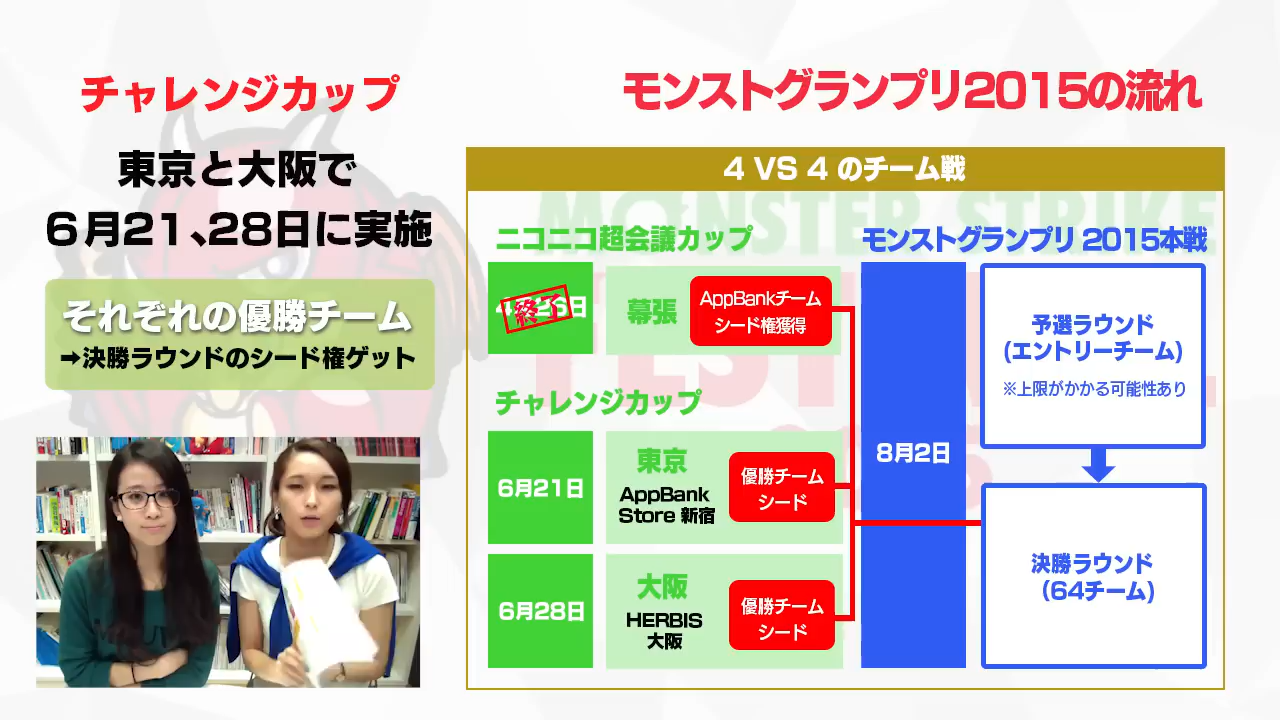 チャレンジカップ
東京と大阪で
6月21、28日に実施
それぞれの優勝チーム
➡決勝ラウンドのシード権ゲット
モンストグランプリ2015の流れ
4 VS 4 のチーム戦
MONSTER STRIKE
ニコニコ超会議カップ
モンストグランプリ 2015本戦
4月26日
終了
幕張
AppBankチーム
シード権獲得
チャレンジカップ
6月21日
東京
AppBank
Store 新宿
優勝チーム
シード
6月28日
大阪
HERBIS
大阪
優勝チーム
シード
8月2日
予選ラウンド
(エントリーチーム)
※上限がかかる可能性あり
決勝ラウンド
(64チーム)